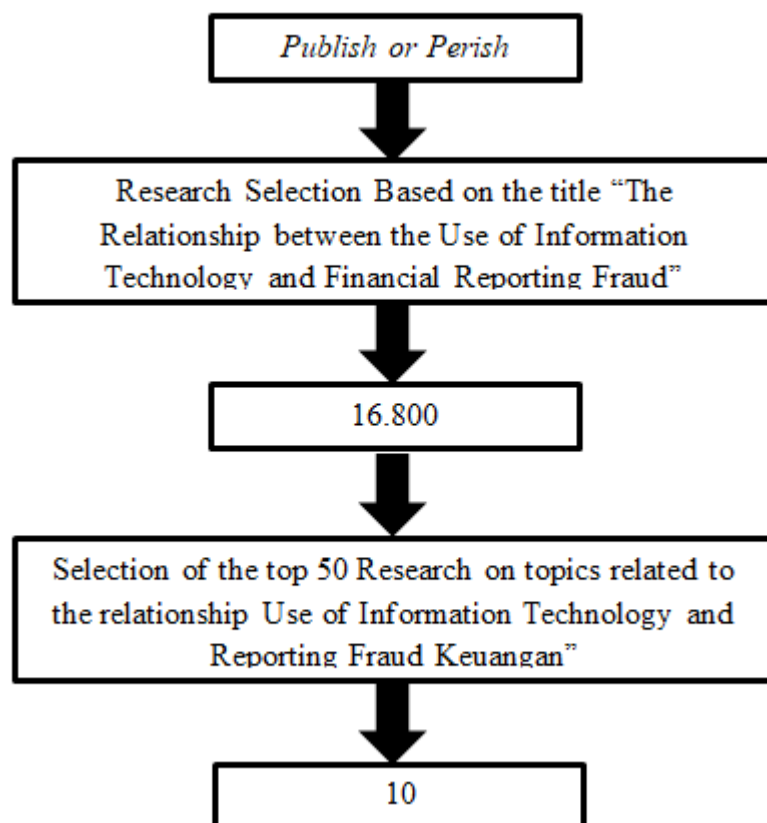 Publish or Perish
Research Selection Based on the title “The
Relationship between the Use of Information
Technology and Financial Reporting Fraud”
16.800
Selection of the top 50 Research on topics related to
the relationship Use of Information Technology and
Reporting Fraud Keuangan”
10